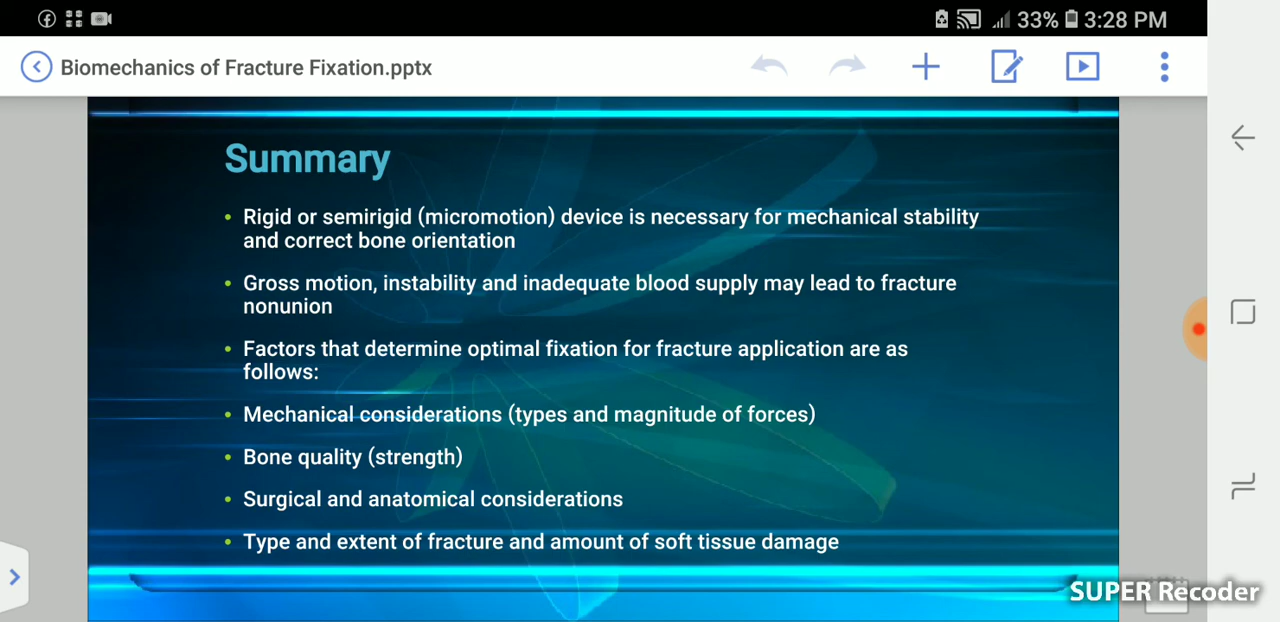 33% 3:28 PM
Biomechanics of Fracture Fixation.pptx
Summary
• Rigid or semirigid (micromotion) device is necessary for mechanical stability
and correct bone orientation
• Gross motion, instability and inadequate blood supply may lead to fracture
nonunion
• Factors that determine optimal fixation for fracture application are as
follows:
• Mechanical considerations (types and magnitude of forces)
• Bone quality (strength)
• Surgical and anatomical considerations
• Type and extent of fracture and amount of soft tissue damage
SUPER Recoder